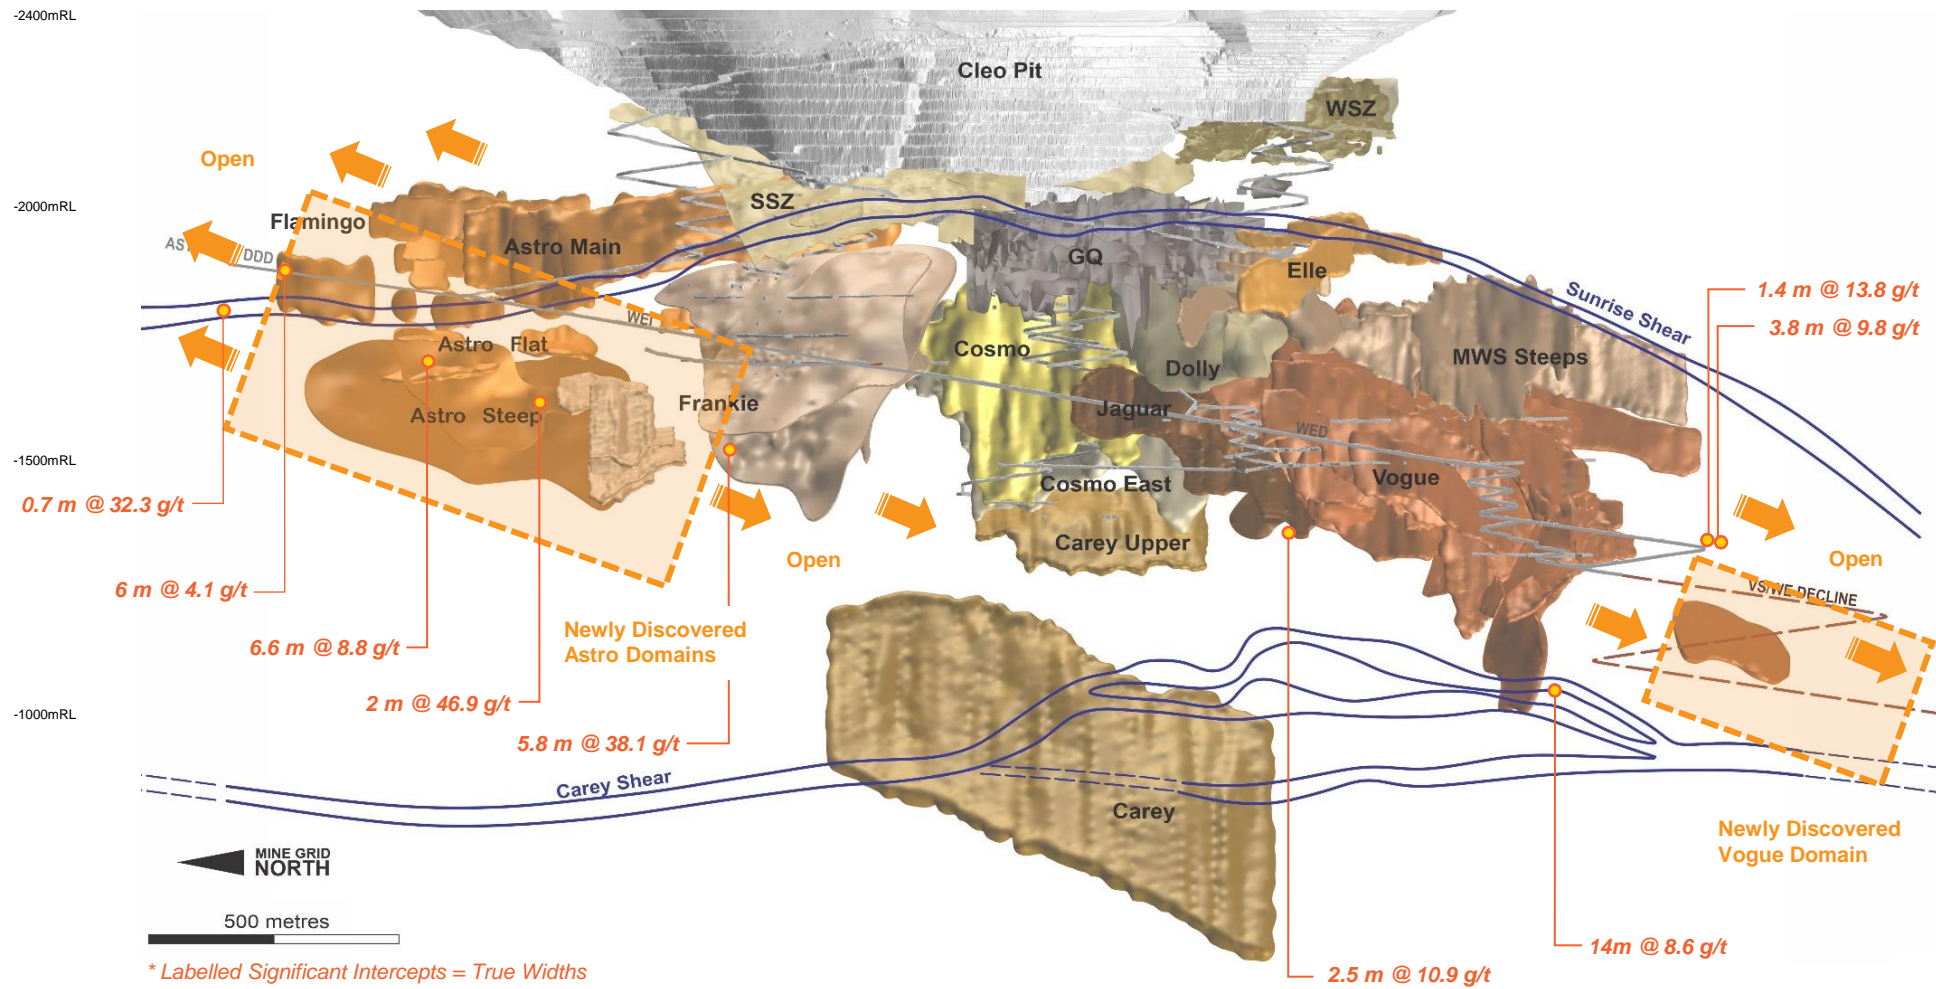 -2400mRL
Cleo Pit
WSZ
Open
SSZ
-2000mRL
Flamingo
Astro Main
DDD
GQ
Elle
Sunrise Shear
1.4 m @ 13.8 g/t
3.8 m @ 9.8 g/t
Astro Flat
Cosmo
Dolly
MWS Steeps
Frankie
Astro Steep
Jaguar
WED
-1500mRL
Vogue
Cosmo East
0.7 m @ 32.3 g/t
Carey Upper
Open
Open
6 m @ 4.1 g/t
VS/WE DECLINE
Newly Discovered
Astro Domains
6.6 m @ 8.8 g/t
2 m @ 46.9 g/t
-1000mRL
5.8 m @ 38.1 g/t
Carey Shear
Carey
Newly Discovered
Vogue Domain
MINE GRID
NORTH
500 metres
14m @ 8.6 g/t
* Labelled Significant Intercepts = True Widths
2.5 m @ 10.9 g/t